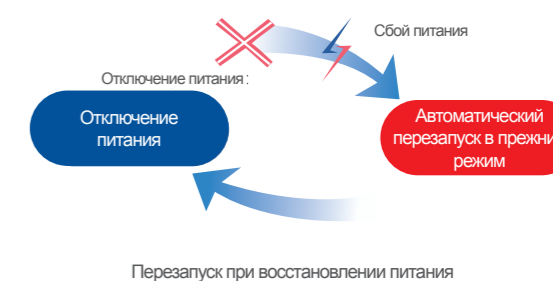 Сбой питания
Отключение питания:
Отключение
питания
Автоматический
перезапуск в прежни
режим
Перезапуск при восстановлении питания